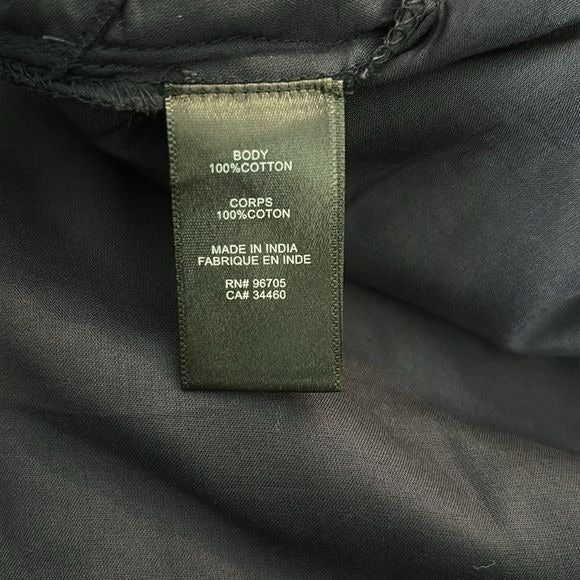 BODY
100%COTTON
CORPS
100%COTON
MADE IN INDIA
FABRIQUE EN INDE
RN# 96705
CA# 34460